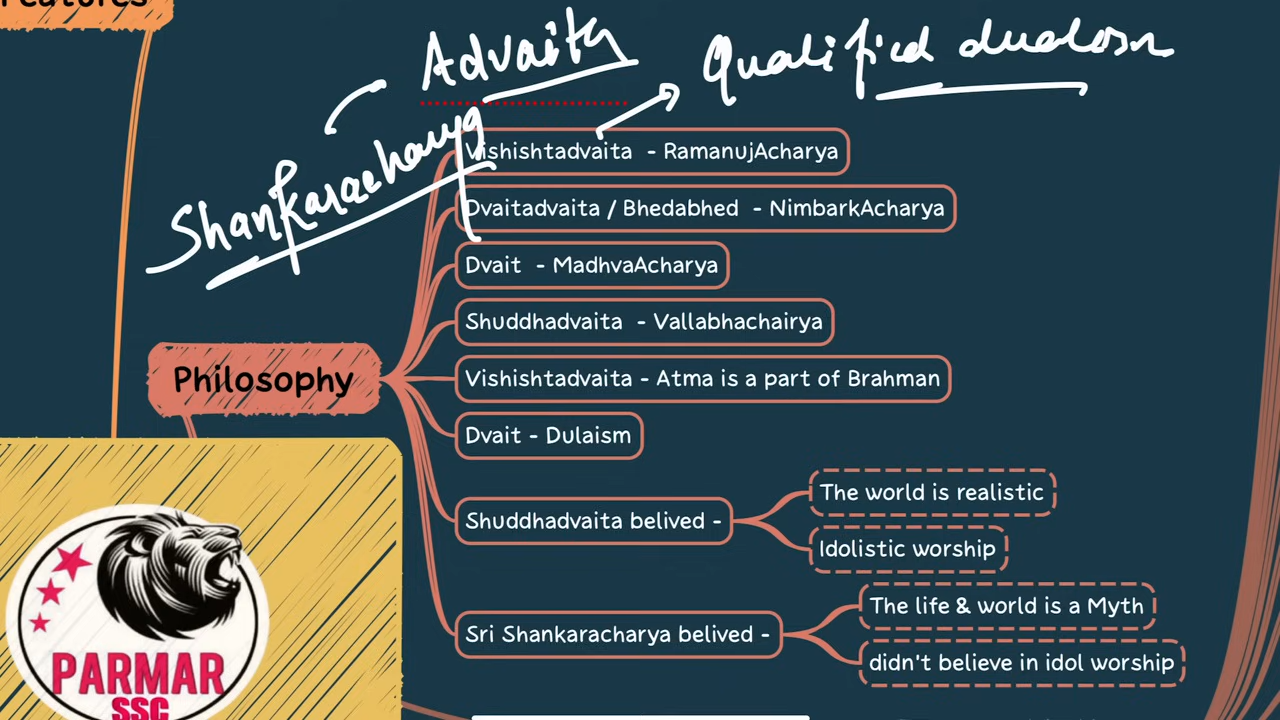 Features
Advaita
Qualified dualism
Shankaracharya
Vishishtadvaita - RamanujAcharya
Dvaitadvaita / Bhedabhed - NimbarkAcharya
Dvait - MadhvaAcharya
Shuddhadvaita - Vallabhachairya
Philosophy
Vishishtadvaita - Atma is a part of Brahman
Dvait - Dulaism
Shuddhadvaita belived -
The world is realistic
Idolistic worship
Sri Shankaracharya belived -
The life & world is a Myth
didn't believe in idol worship
PARMAR
SSC